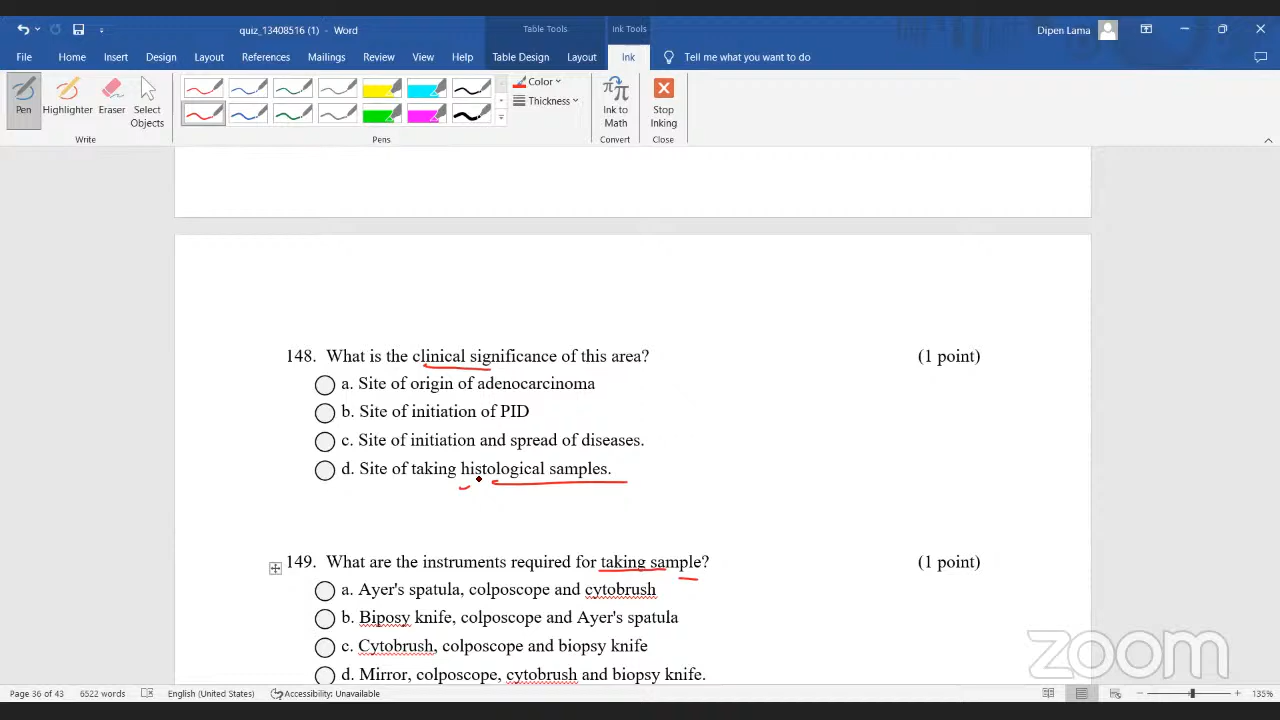 quiz_13408516 (1) - Word
Table Tools
Ink Tools
Dipen Lama
File Home Insert Design Layout References Mailings Review View Help Table Design Layout Ink Tell me what you want to do
Pen Highlighter Eraser Select Objects
Color
Thickness
Ink to Math
Stop Inking
Write Pens Convert Close
148. What is the clinical significance of this area? (1 point)
a. Site of origin of adenocarcinoma
b. Site of initiation of PID
c. Site of initiation and spread of diseases.
d. Site of taking histological samples.
149. What are the instruments required for taking sample? (1 point)
a. Ayer's spatula, colposcope and cytobrush
b. Biposy knife, colposcope and Ayer's spatula
c. Cytobrush, colposcope and biopsy knife
d. Mirror, colposcope, cytobrush and biopsy knife.
zoom
Page 36 of 43 6522 words English (United States) Accessibility: Unavailable 135%